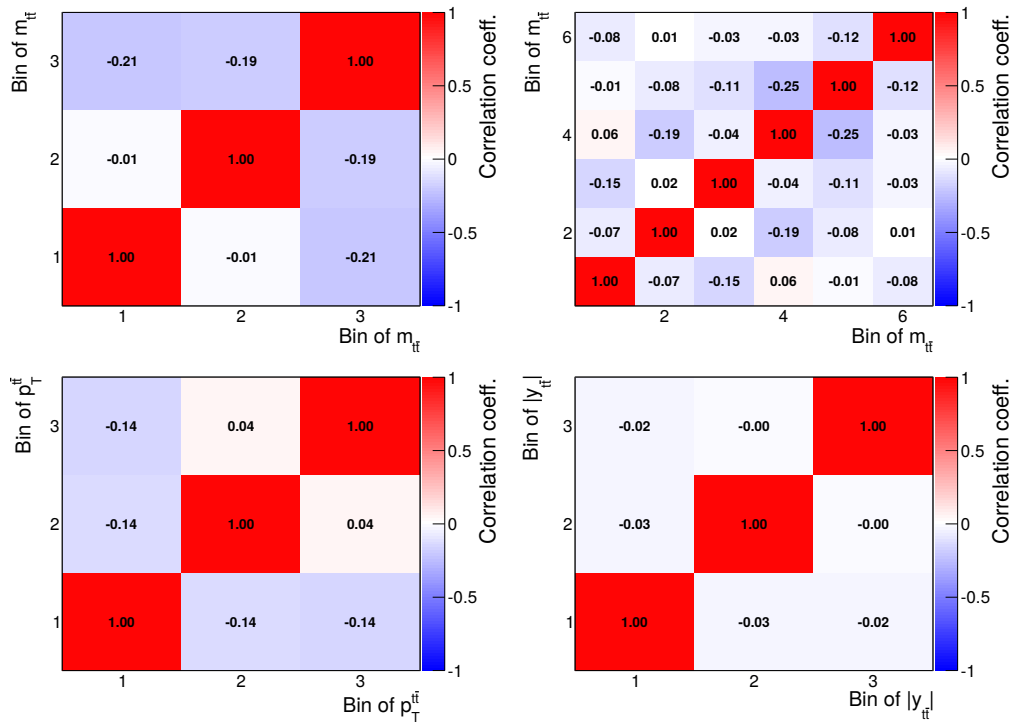 Bin of m_tt̄
3 -0.21 -0.19 1.00
2 -0.01 1.00 -0.19
1 1.00 -0.01 -0.21
1 2 3
Bin of m_tt̄
1
0.5
0
-0.5
-1
Correlation coeff.
Bin of m_tt̄
6 -0.08 0.01 -0.03 -0.03 -0.12 1.00
-0.01 -0.08 -0.11 -0.25 1.00 -0.12
4 0.06 -0.19 -0.04 1.00 -0.25 -0.03
-0.15 0.02 1.00 -0.04 -0.11 -0.03
2 -0.07 1.00 0.02 -0.19 -0.08 0.01
1.00 -0.07 -0.15 0.06 -0.01 -0.08
2 4 6
Bin of m_tt̄
1
0.5
0
-0.5
-1
Correlation coeff.
Bin of p_T^tt̄
3 -0.14 0.04 1.00
2 -0.14 1.00 0.04
1 1.00 -0.14 -0.14
1 2 3
Bin of p_T^tt̄
1
0.5
0
-0.5
-1
Correlation coeff.
Bin of |y_tt̄|
3 -0.02 -0.00 1.00
2 -0.03 1.00 -0.00
1 1.00 -0.03 -0.02
1 2 3
Bin of |y_tt̄|
1
0.5
0
-0.5
-1
Correlation coeff.